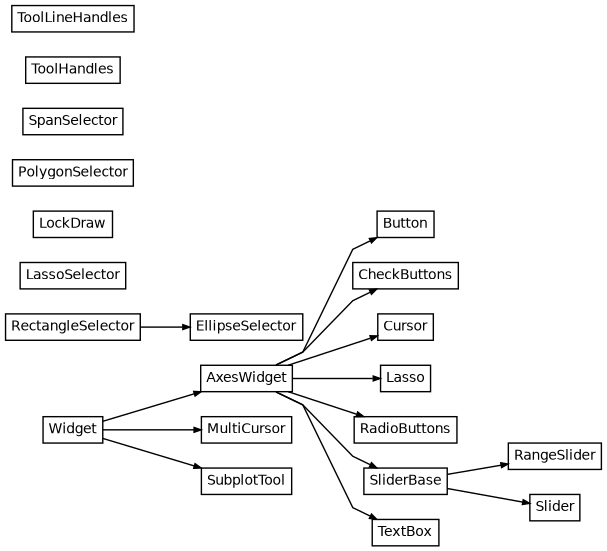 ToolLineHandles
ToolHandles
SpanSelector
PolygonSelector
LockDraw
Button
LassoSelector
CheckButtons
RectangleSelector
EllipseSelector
Cursor
AxesWidget
Lasso
Widget
MultiCursor
RadioButtons
RangeSlider
SubplotTool
SliderBase
Slider
TextBox